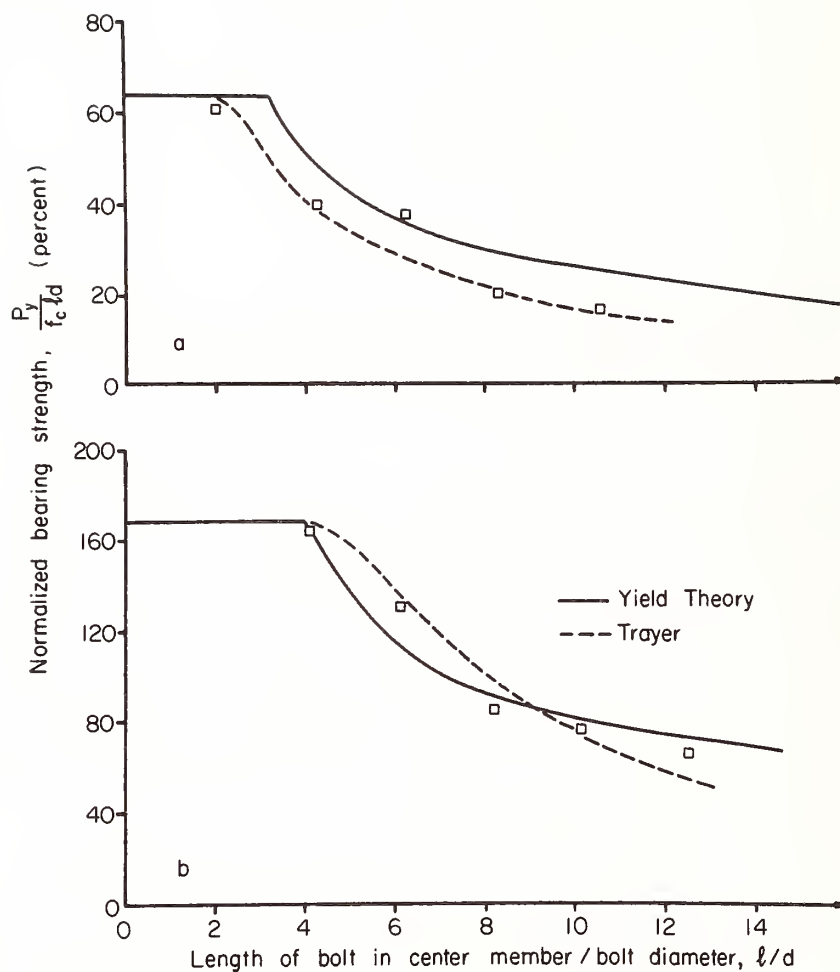 80
60
40
20
0
a
Normalized bearing strength, P_y / f_c ℓd (percent)
200
160
120
80
40
0
b
Yield Theory
Trayer
0 2 4 6 8 10 12 14
Length of bolt in center member / bolt diameter, ℓ/d